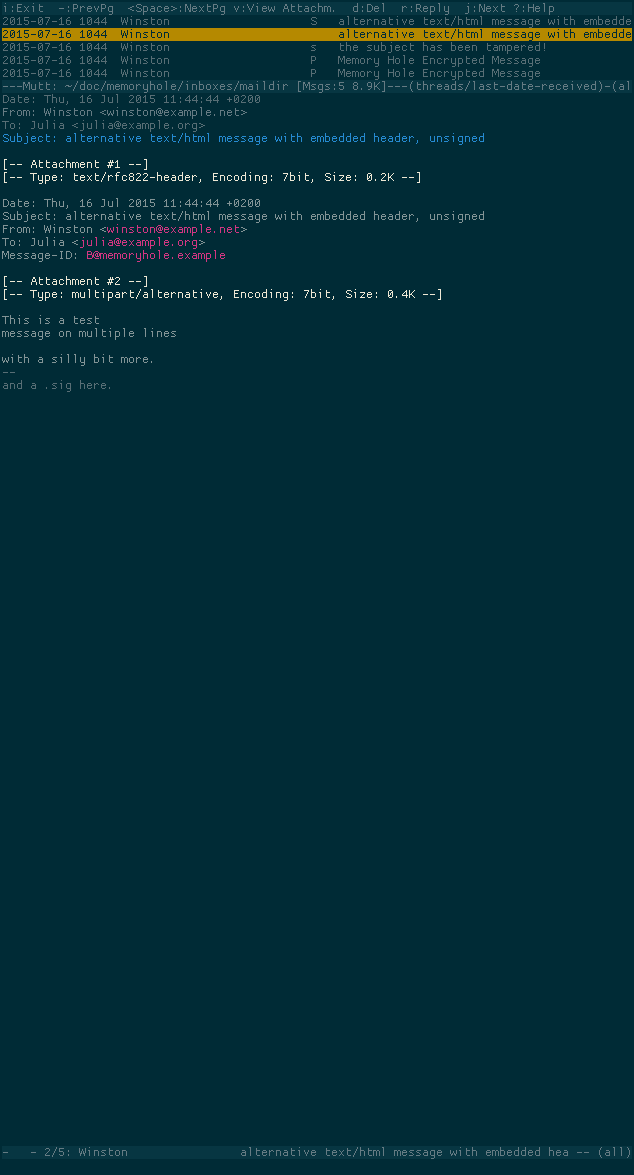 i:Exit  -:PrevPg  <Space>:NextPg v:View Attachm.  d:Del  r:Reply  j:Next ?:Help
2015-07-16 1044  Winston                    S   alternative text/html message with embedde
2015-07-16 1044  Winston                        alternative text/html message with embedde
2015-07-16 1044  Winston                    s   the subject has been tampered!
2015-07-16 1044  Winston                    P   Memory Hole Encrypted Message
2015-07-16 1044  Winston                    P   Memory Hole Encrypted Message
---Mutt: ~/doc/memoryhole/inboxes/maildir [Msgs:5 8.9K]---(threads/last-date-received)-(al
Date: Thu, 16 Jul 2015 11:44:44 +0200
From: Winston <winston@example.net>
To: Julia <julia@example.org>
Subject: alternative text/html message with embedded header, unsigned
[-- Attachment #1 --]
[-- Type: text/rfc822-header, Encoding: 7bit, Size: 0.2K --]
Date: Thu, 16 Jul 2015 11:44:44 +0200
Subject: alternative text/html message with embedded header, unsigned
From: Winston <winston@example.net>
To: Julia <julia@example.org>
Message-ID: B@memoryhole.example
[-- Attachment #2 --]
[-- Type: multipart/alternative, Encoding: 7bit, Size: 0.4K --]
This is a test
message on multiple lines
with a silly bit more.
--
and a .sig here.
-   - 2/5: Winston                alternative text/html message with embedded hea -- (all)